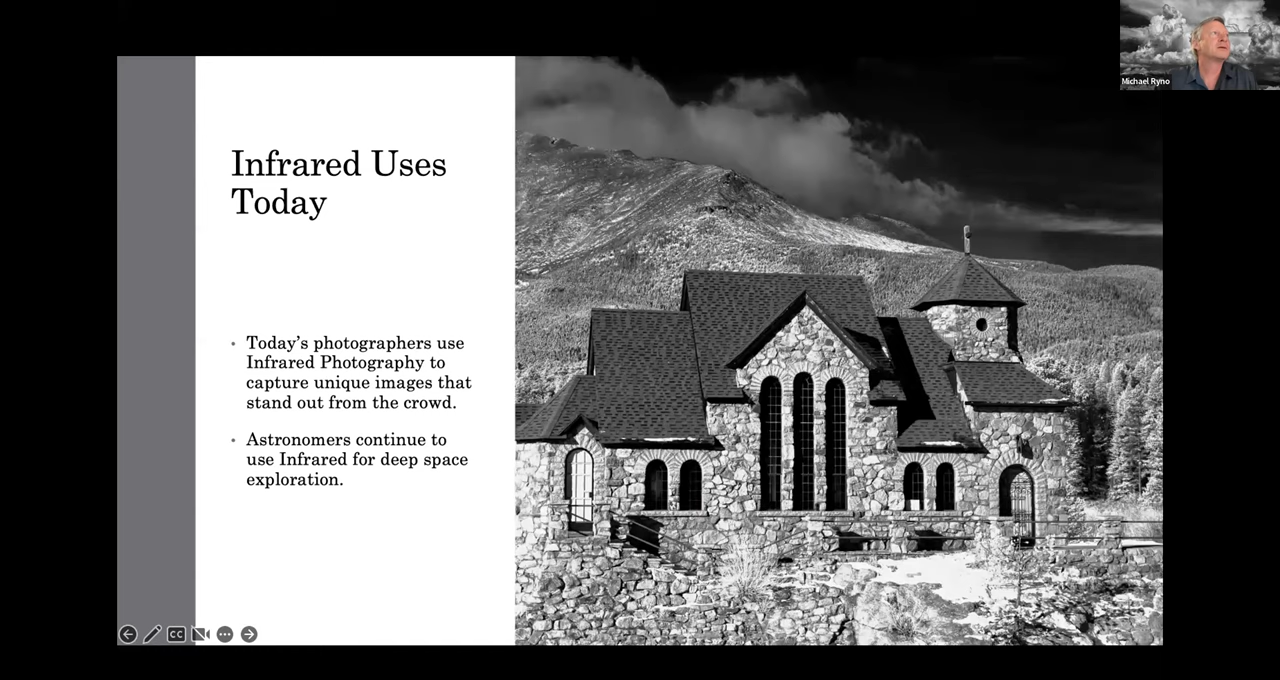 Michael Ryno
Infrared Uses
Today
• Today’s photographers use
Infrared Photography to
capture unique images that
stand out from the crowd.
• Astronomers continue to
use Infrared for deep space
exploration.
CC